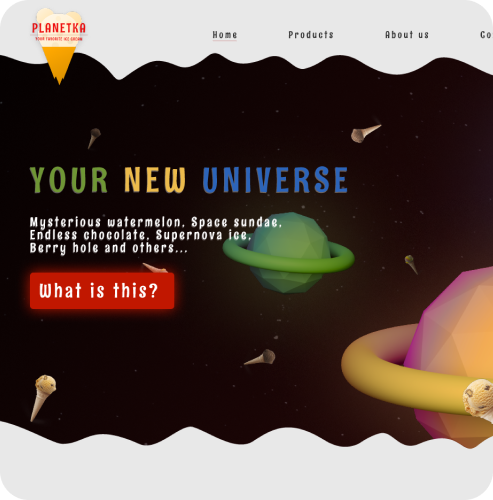 PLANETKA
YOUR FAVORITE ICE CREAM
Home
Products
About us
Co
YOUR NEW UNIVERSE
Mysterious watermelon, Space sundae,
Endless chocolate, Supernova ice,
Berry hole and others...
What is this?